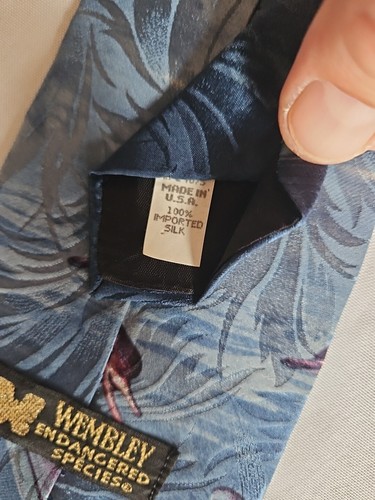 MADE IN
U.S.A.
100%
IMPORTED
SILK
WEMBLEY
ENDANGERED
SPECIES®